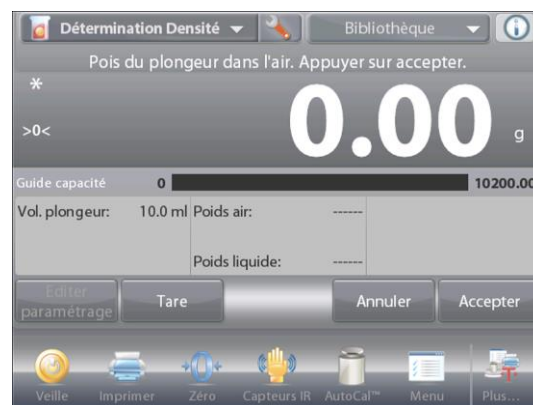 Détermination Densité Bibliothèque
Pois du plongeur dans l'air. Appuyer sur accepter.
*
>0< 0.00 g
Guide capacité 0 10200.00
Vol. plongeur: 10.0 ml Poids air: ------
Poids liquide: ------
Editer
paramétrage Tare Annuler Accepter
Veille Imprimer Zéro Capteurs IR AutoCal™ Menu Plus...